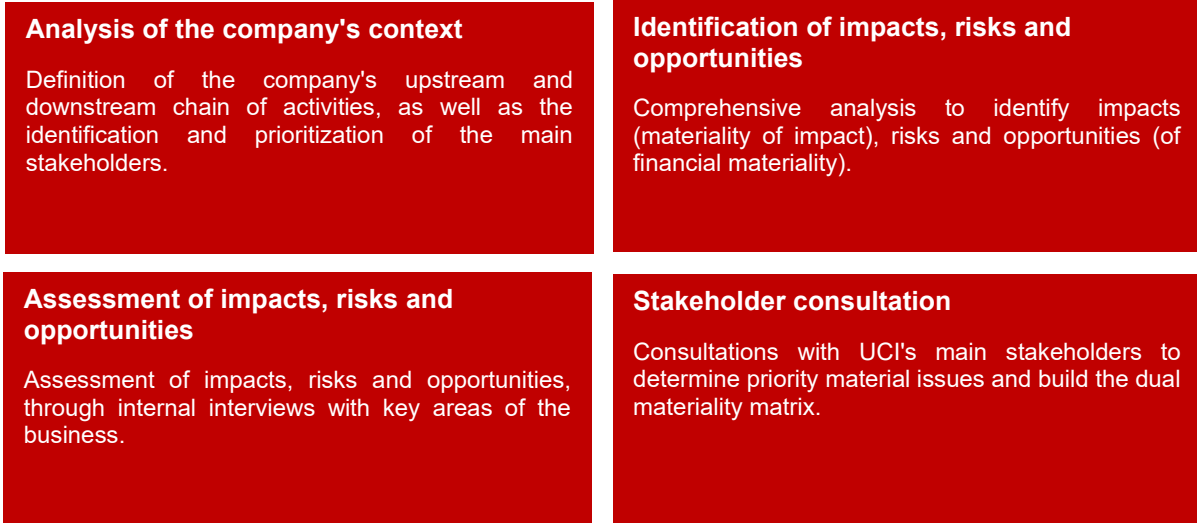 Analysis of the company's context
Definition of the company's upstream and
downstream chain of activities, as well as the
identification and prioritization of the main
stakeholders.
Identification of impacts, risks and
opportunities
Comprehensive analysis to identify impacts
(materiality of impact), risks and opportunities (of
financial materiality).
Assessment of impacts, risks and
opportunities
Assessment of impacts, risks and opportunities,
through internal interviews with key areas of the
business.
Stakeholder consultation
Consultations with UCI's main stakeholders to
determine priority material issues and build the dual
materiality matrix.